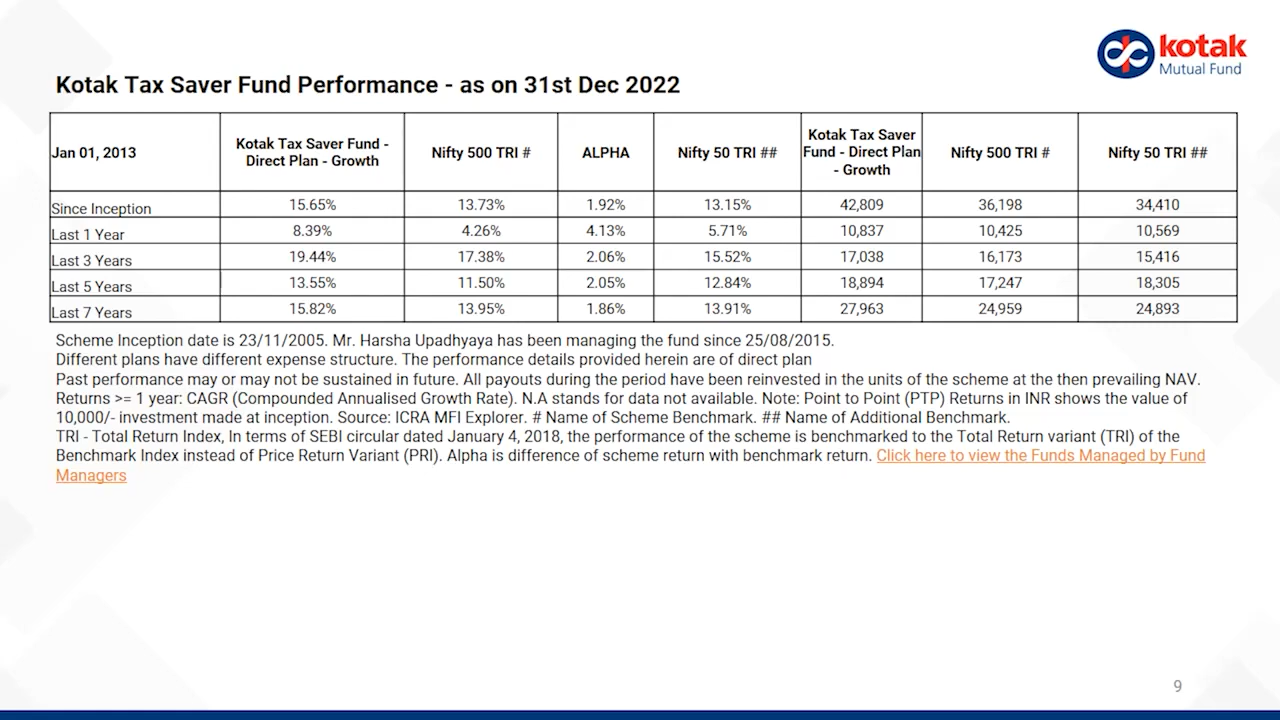 kotak
Mutual Fund
Kotak Tax Saver Fund Performance - as on 31st Dec 2022
Jan 01, 2013 Kotak Tax Saver Fund - Direct Plan - Growth Nifty 500 TRI # ALPHA Nifty 50 TRI ## Kotak Tax Saver Fund - Direct Plan - Growth Nifty 500 TRI # Nifty 50 TRI ##
Since Inception 15.65% 13.73% 1.92% 13.15% 42,809 36,198 34,410
Last 1 Year 8.39% 4.26% 4.13% 5.71% 10,837 10,425 10,569
Last 3 Years 19.44% 17.38% 2.06% 15.52% 17,038 16,173 15,416
Last 5 Years 13.55% 11.50% 2.05% 12.84% 18,894 17,247 18,305
Last 7 Years 15.82% 13.95% 1.86% 13.91% 27,963 24,959 24,893
Scheme Inception date is 23/11/2005. Mr. Harsha Upadhyaya has been managing the fund since 25/08/2015.
Different plans have different expense structure. The performance details provided herein are of direct plan
Past performance may or may not be sustained in future. All payouts during the period have been reinvested in the units of the scheme at the then prevailing NAV.
Returns >= 1 year: CAGR (Compounded Annualised Growth Rate). N.A stands for data not available. Note: Point to Point (PTP) Returns in INR shows the value of
10,000/- investment made at inception. Source: ICRA MFI Explorer. # Name of Scheme Benchmark. ## Name of Additional Benchmark.
TRI - Total Return Index, In terms of SEBI circular dated January 4, 2018, the performance of the scheme is benchmarked to the Total Return variant (TRI) of the
Benchmark Index instead of Price Return Variant (PRI). Alpha is difference of scheme return with benchmark return. Click here to view the Funds Managed by Fund
Managers
9